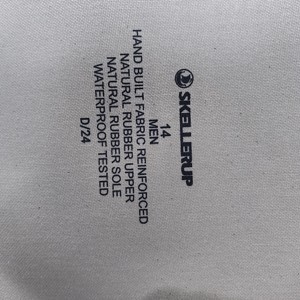 SKELLERUP
14
MEN
HAND BUILT FABRIC REINFORCED
NATURAL RUBBER UPPER
NATURAL RUBBER SOLE
WATERPROOF TESTED
D/24